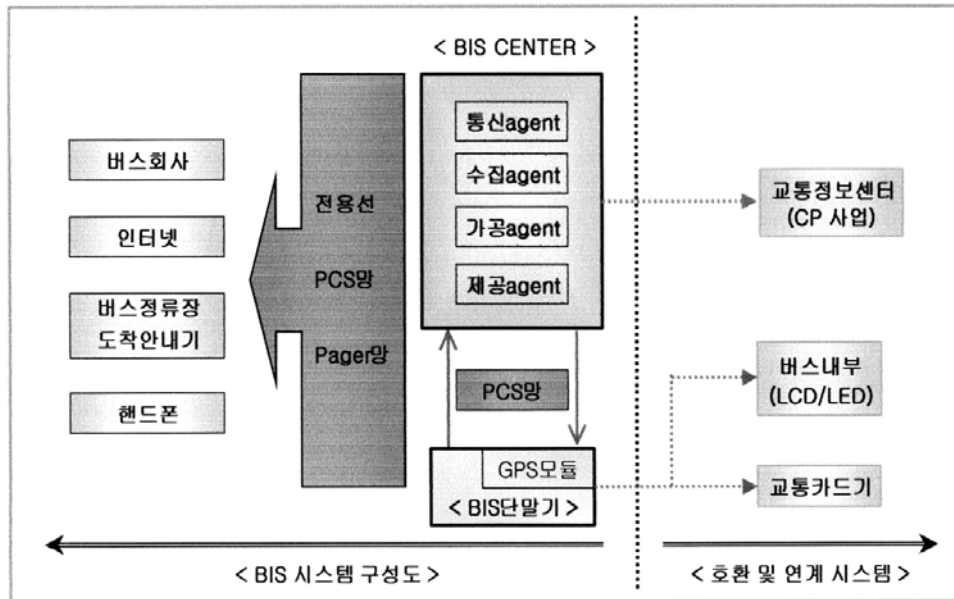 < BIS CENTER >
통신agent
수집agent
가공agent
제공agent
버스회사
인터넷
버스정류장
도착안내기
핸드폰
전용선
PCS망
Pager망
PCS망
GPS모듈
< BIS단말기 >
교통정보센터
(CP 사업)
버스내부
(LCD/LED)
교통카드기
< BIS 시스템 구성도 >
< 호환 및 연계 시스템 >